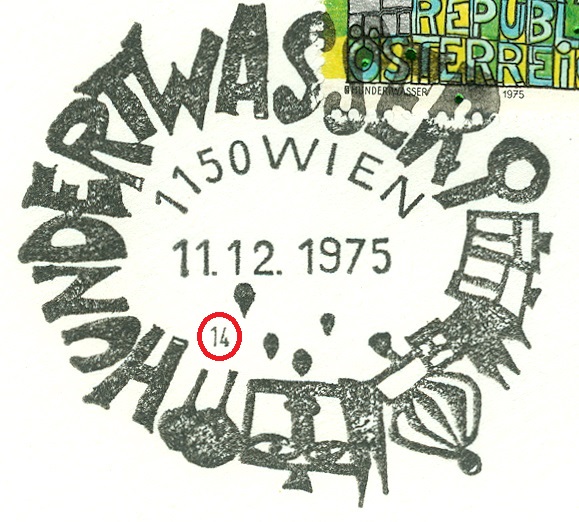 REPUBL
ÖSTERREi
HUNDERTWASSER 1975
HUNDERTWASSER
1150 WIEN
11.12. 1975
14